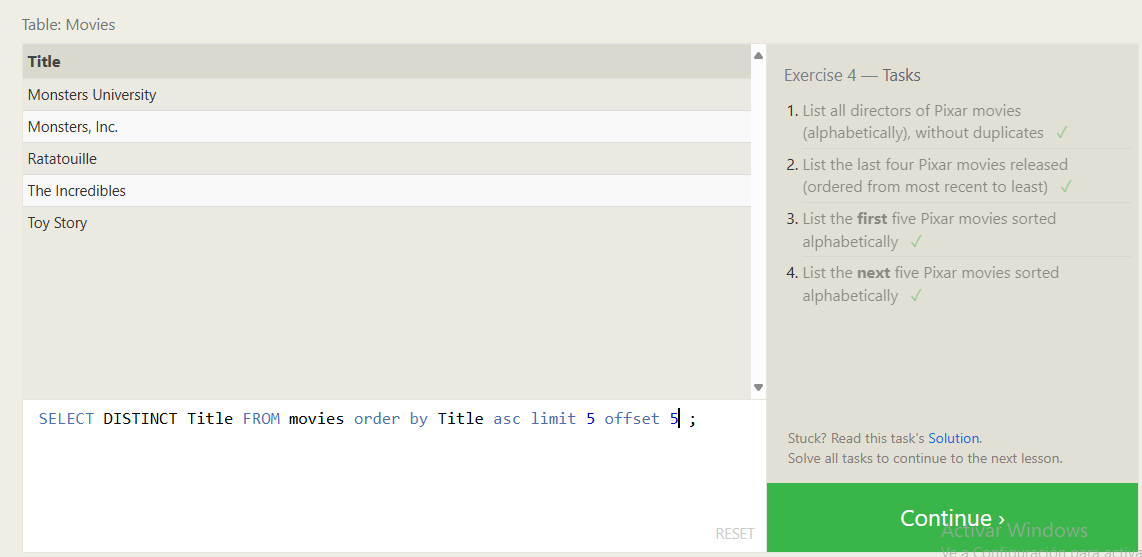 Table: Movies
Title
Monsters University
Monsters, Inc.
Ratatouille
The Incredibles
Toy Story
SELECT DISTINCT Title FROM movies order by Title asc limit 5 offset 5 ;
RESET
Exercise 4 — Tasks
1. List all directors of Pixar movies
(alphabetically), without duplicates ✓
2. List the last four Pixar movies released
(ordered from most recent to least) ✓
3. List the first five Pixar movies sorted
alphabetically ✓
4. List the next five Pixar movies sorted
alphabetically ✓
Stuck? Read this task's Solution.
Solve all tasks to continue to the next lesson.
Continue ›
Activar Windows
Ve a Configuración para activa